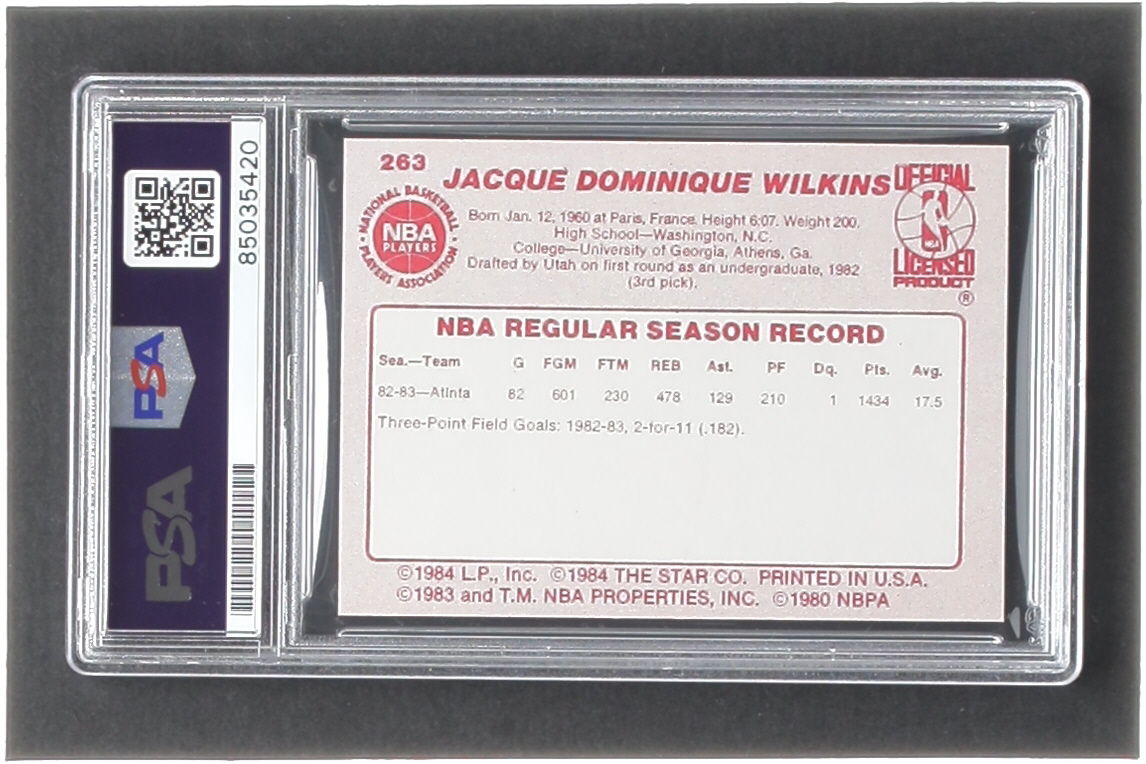 85035420
PSA
PSA
263
JACQUE DOMINIQUE WILKINS
NATIONAL BASKETBALL
NBA
PLAYERS
PLAYERS ASSOCIATION
OFFICIAL
NBA
LICENSED
PRODUCT
®
Born Jan. 12, 1960 at Paris, France. Height 6:07. Weight 200.
High School—Washington, N.C.
College—University of Georgia, Athens, Ga.
Drafted by Utah on first round as an undergraduate, 1982
(3rd pick).
NBA REGULAR SEASON RECORD
Sea.—Team G FGM FTM REB Ast. PF Dq. Pts. Avg.
82-83—Atlnta 82 601 230 478 129 210 1 1434 17.5
Three-Point Field Goals: 1982-83, 2-for-11 (.182).
©1984 L.P., Inc. ©1984 THE STAR CO. PRINTED IN U.S.A.
©1983 and T.M. NBA PROPERTIES, INC. ©1980 NBPA